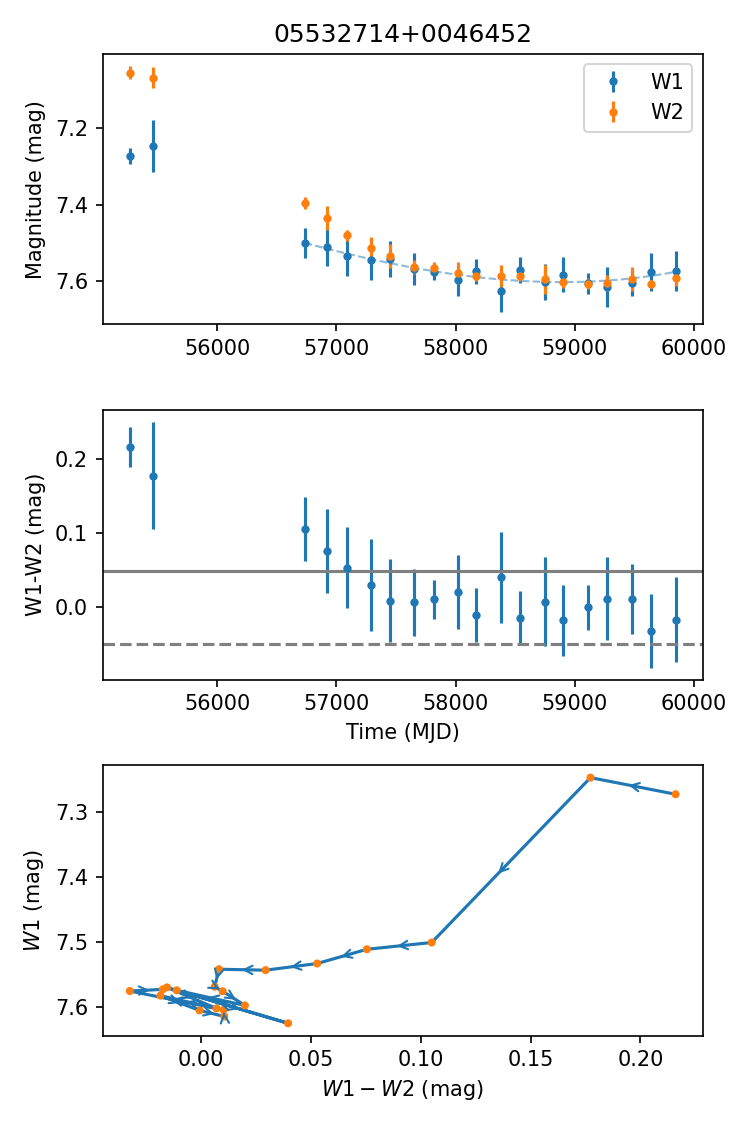 05532714+0046452
W1
W2
Magnitude (mag)
7.2
7.4
7.6
56000 57000 58000 59000 60000
W1-W2 (mag)
0.2
0.1
0.0
56000 57000 58000 59000 60000
Time (MJD)
W1 (mag)
7.3
7.4
7.5
7.6
0.00 0.05 0.10 0.15 0.20
W1 − W2 (mag)